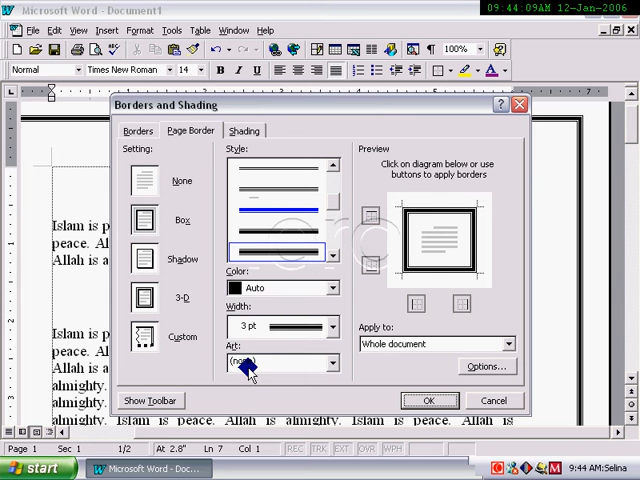 Microsoft Word - Document1
09:44:09AM 12-Jan-2006
File Edit View Insert Format Tools Table Window Help
100%
Normal Times New Roman 14 B I U
Borders and Shading
Borders Page Border Shading
Setting:
None
Box
Shadow
3-D
Custom
Style:
Color:
Auto
Width:
3 pt
Art:
(none)
Preview
Click on diagram below or use
buttons to apply borders
Apply to:
Whole document
Options...
Show Toolbar OK Cancel
Islam is p
peace. Al
Allah is a
Islam is p
peace. Al
Allah is a
almighty.
almighty.
almighty. Islam is peace. Allah is almighty. Islam is peace. Allah is
Page 1 Sec 1 1/2 At 2.8" Ln 7 Col 1 REC TRK EXT OVR WPH
start Microsoft Word - Doc... 9:44 AM:Selina